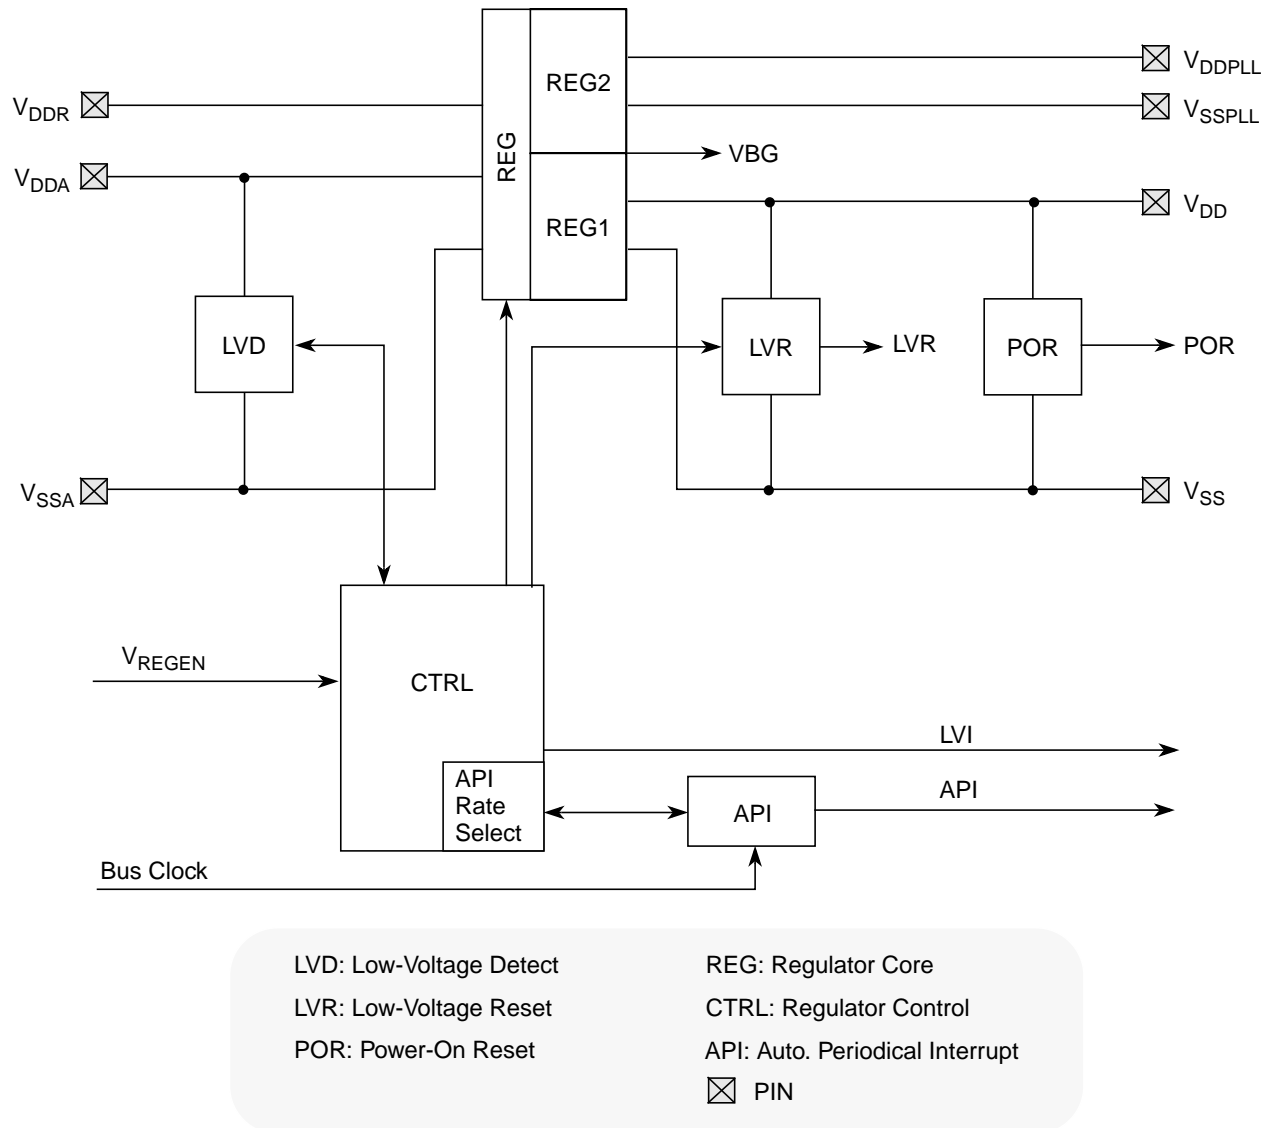 VDDPLL
REG2
VDDR
VSSPLL
REG
VBG
VDDA
VDD
REG1
LVD
LVR
LVR
POR
POR
VSSA
VSS
VREGEN
CTRL
LVI
API
Rate
Select
API
API
Bus Clock
LVD: Low-Voltage Detect
REG: Regulator Core
LVR: Low-Voltage Reset
CTRL: Regulator Control
POR: Power-On Reset
API: Auto. Periodical Interrupt
PIN